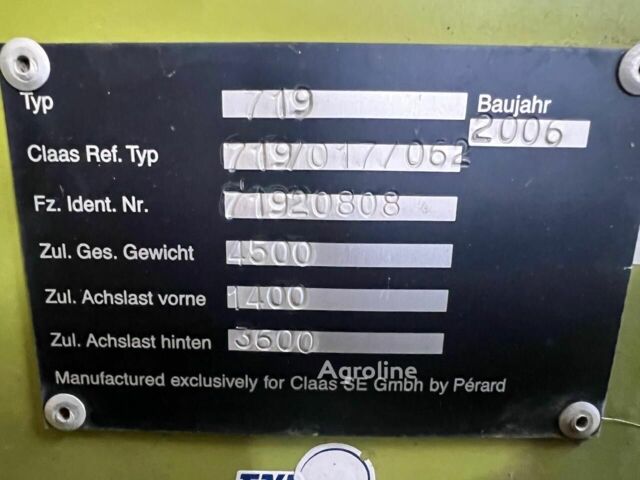 Typ 719 Baujahr
2006
Claas Ref. Typ 719/017/062
Fz. Ident. Nr. 71920808
Zul. Ges. Gewicht 4500
Zul. Achslast vorne 1400
Zul. Achslast hinten 3600
Agroline
Manufactured exclusively for Claas SE Gmbh by Pérard